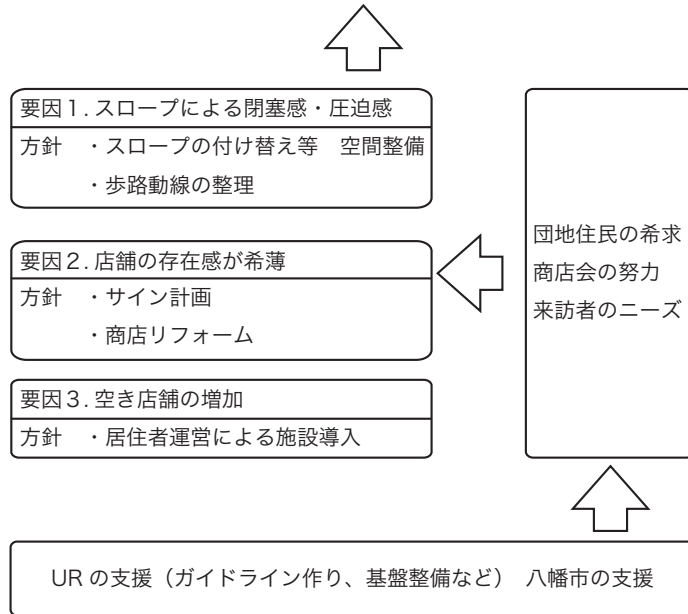 要因１. スロープによる閉塞感・圧迫感
方針　・スロープの付け替え等　空間整備
・歩路動線の整理
要因２. 店舗の存在感が希薄
方針　・サイン計画
・商店リフォーム
要因３. 空き店舗の増加
方針　・居住者運営による施設導入
団地住民の希求
商店会の努力
来訪者のニーズ
UR の支援（ガイドライン作り、基盤整備など）　八幡市の支援